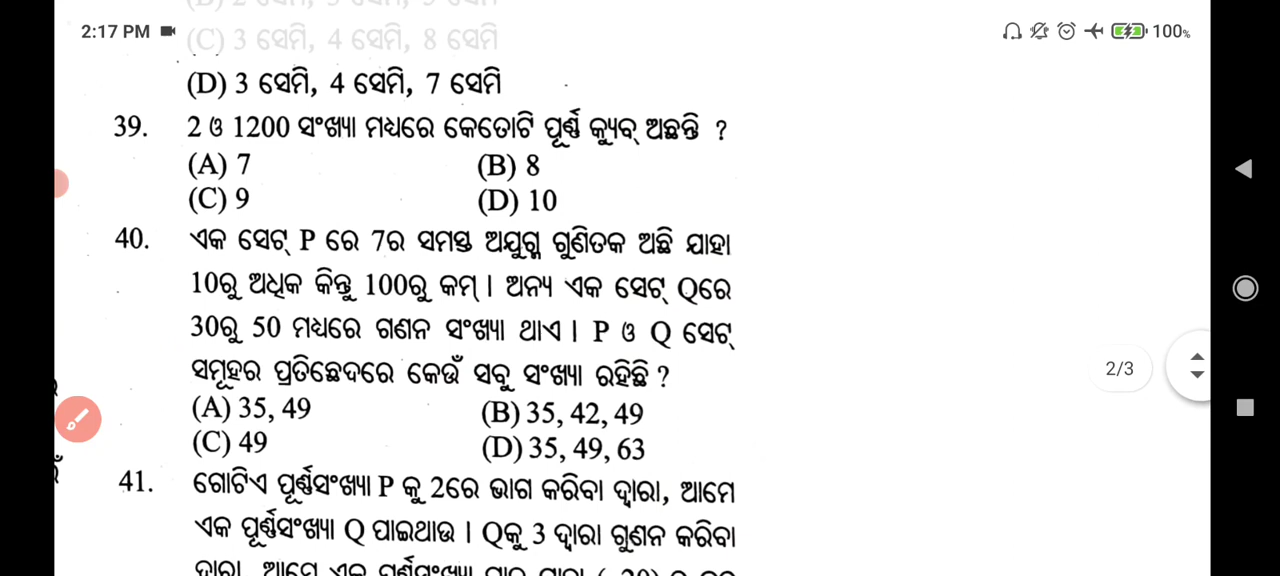 2:17 PM
100%
(C) 3 ସେମି, 4 ସେମି, 8 ସେମି
(D) 3 ସେମି, 4 ସେମି, 7 ସେମି
39. 2 ଓ 1200 ସଂଖ୍ୟା ମଧ୍ୟରେ କେତୋଟି ପୂର୍ଣ୍ଣ କ୍ୟୁବ୍ ଅଛନ୍ତି ?
(A) 7 (B) 8
(C) 9 (D) 10
40. ଏକ ସେଟ୍ P ରେ 7ର ସମସ୍ତ ଅଯୁଗ୍ମ ଗୁଣିତକ ଅଛି ଯାହା
10ରୁ ଅଧିକ କିନ୍ତୁ 100ରୁ କମ୍ । ଅନ୍ୟ ଏକ ସେଟ୍ Qରେ
30ରୁ 50 ମଧ୍ୟରେ ଗଣନ ସଂଖ୍ୟା ଥାଏ । P ଓ Q ସେଟ୍
ସମୂହର ପ୍ରତିଛେଦରେ କେଉଁ ସବୁ ସଂଖ୍ୟା ରହିଛି ?
(A) 35, 49 (B) 35, 42, 49
(C) 49 (D) 35, 49, 63
41. ଗୋଟିଏ ପୂର୍ଣ୍ଣସଂଖ୍ୟା P କୁ 2ରେ ଭାଗ କରିବା ଦ୍ୱାରା, ଆମେ
ଏକ ପୂର୍ଣ୍ଣସଂଖ୍ୟା Q ପାଇଥାଉ । Qକୁ 3 ଦ୍ୱାରା ଗୁଣନ କରିବା
2/3